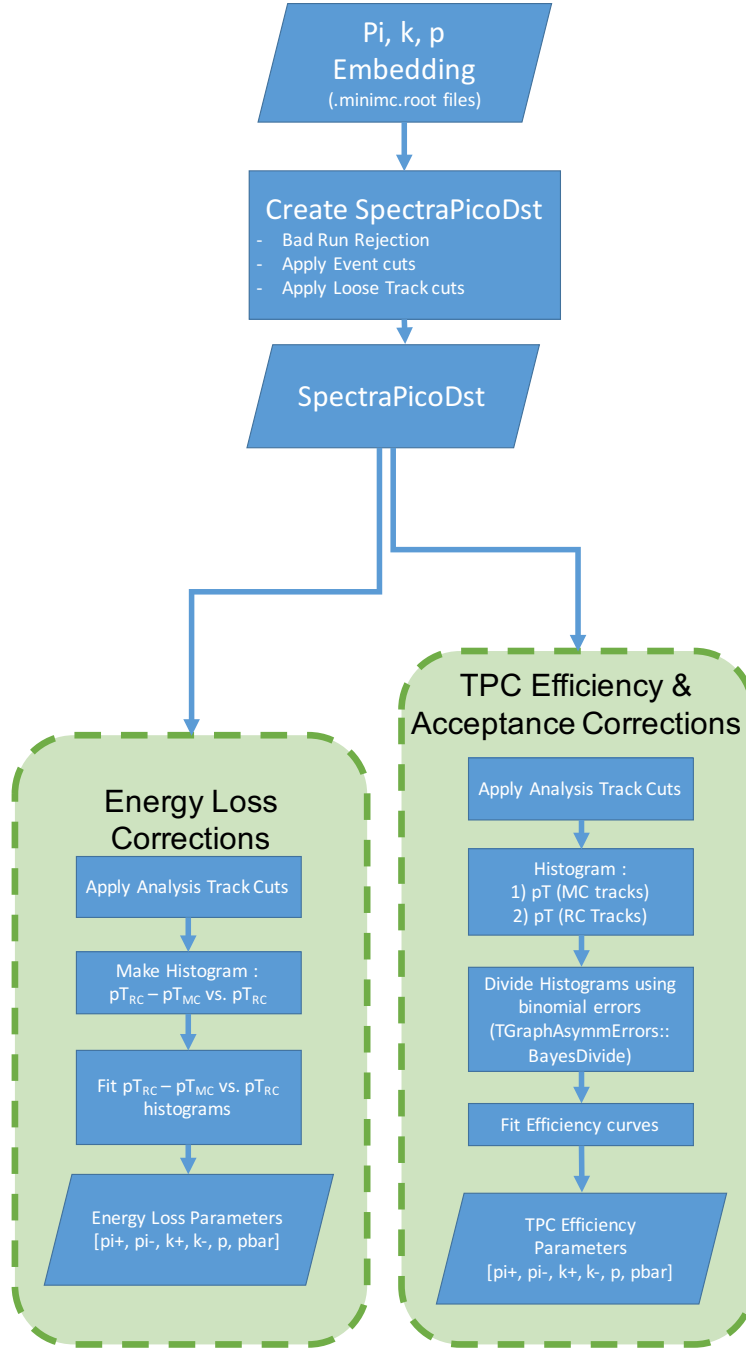 Pi, k, p
Embedding
(.minimc.root files)
Create SpectraPicoDst
- Bad Run Rejection
- Apply Event cuts
- Apply Loose Track cuts
SpectraPicoDst
Energy Loss
Corrections
Apply Analysis Track Cuts
Make Histogram :
pT_RC – pT_MC vs. pT_RC
Fit pT_RC – pT_MC vs. pT_RC
histograms
Energy Loss Parameters
[pi+, pi-, k+, k-, p, pbar]
TPC Efficiency &
Acceptance Corrections
Apply Analysis Track Cuts
Histogram :
1) pT (MC tracks)
2) pT (RC Tracks)
Divide Histograms using
binomial errors
(TGraphAsymmErrors::
BayesDivide)
Fit Efficiency curves
TPC Efficiency
Parameters
[pi+, pi-, k+, k-, p, pbar]